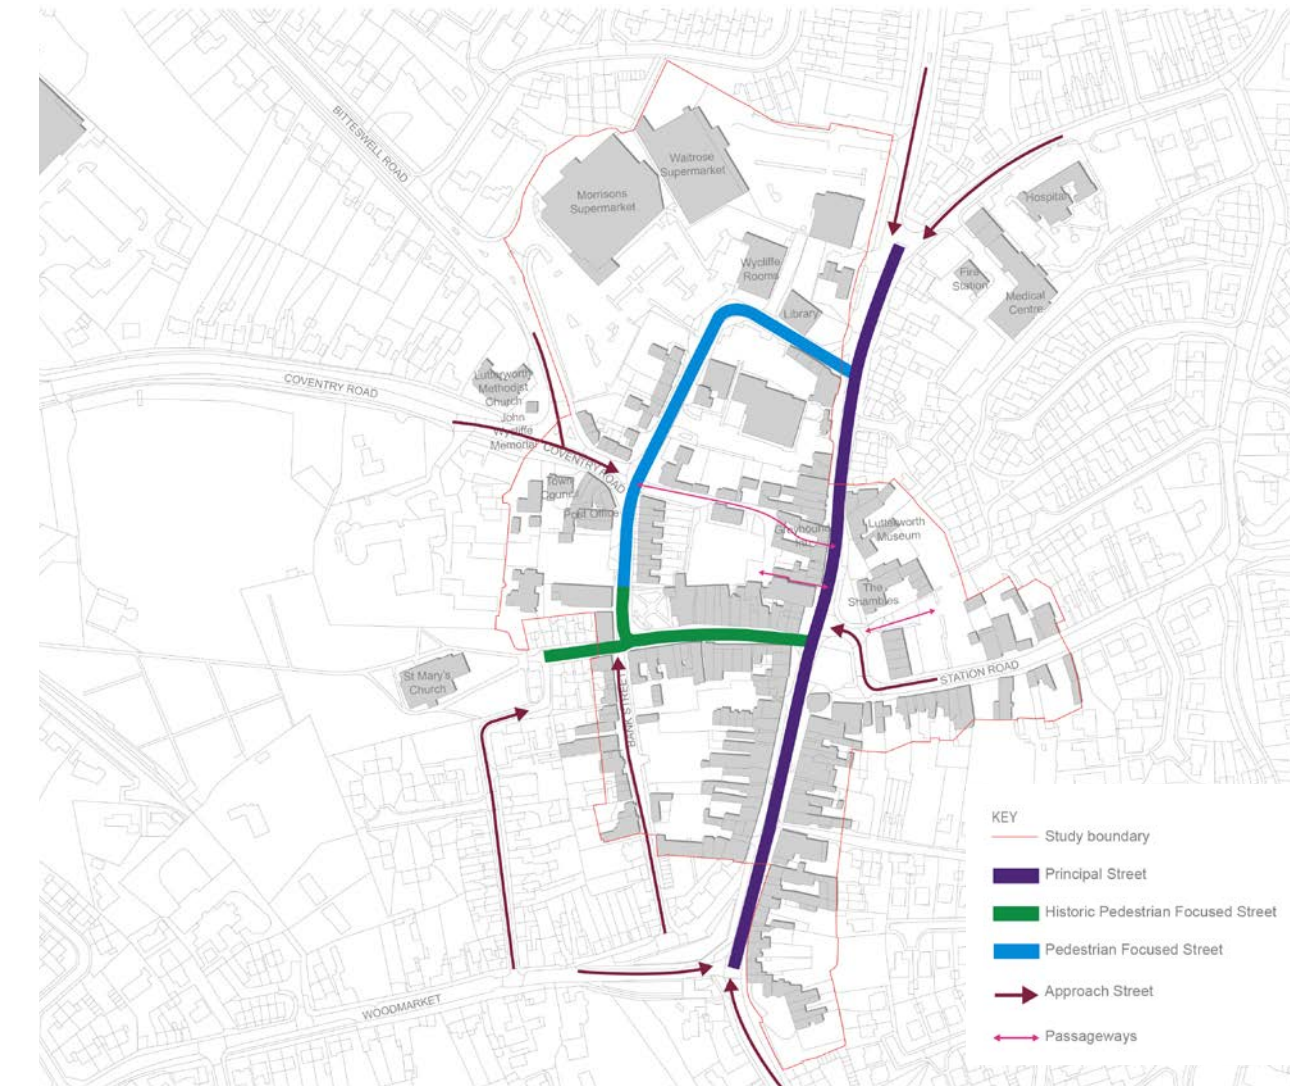 BITTESWELL ROAD
Waitrose
Supermarket
Morrisons
Supermarket
Hospital
Wycliffe
Rooms
Fire
Station
Medical
Centre
Library
COVENTRY ROAD
Lutterworth
Methodist
Church
John
Wycliffe
Memorial
COVENTRY ROAD
Town
Council
Post Office
Greyhound
Inn
Lutterworth
Museum
The
Shambles
St Mary's
Church
BANK STREET
STATION ROAD
WOODMARKET
KEY
Study boundary
Principal Street
Historic Pedestrian Focused Street
Pedestrian Focused Street
Approach Street
Passageways